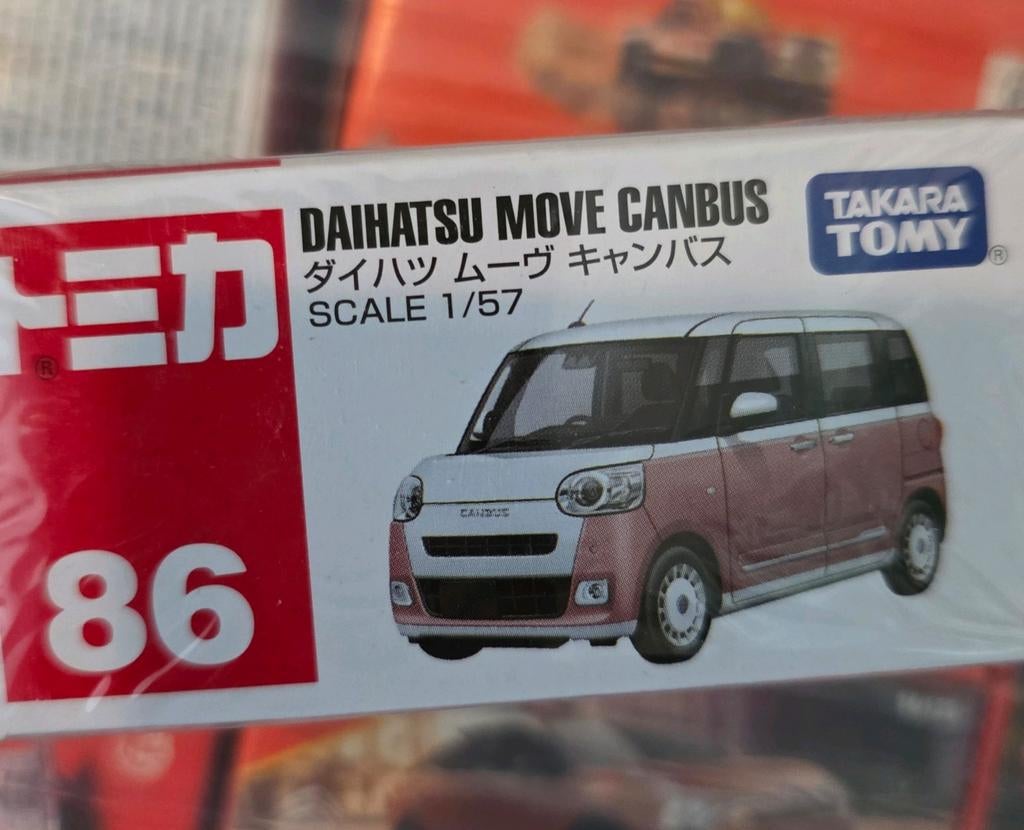 トミカ
®
86
DAIHATSU MOVE CANBUS
ダイハツ ムーヴ キャンバス
SCALE 1/57
TAKARA
TOMY
®
CANBUS